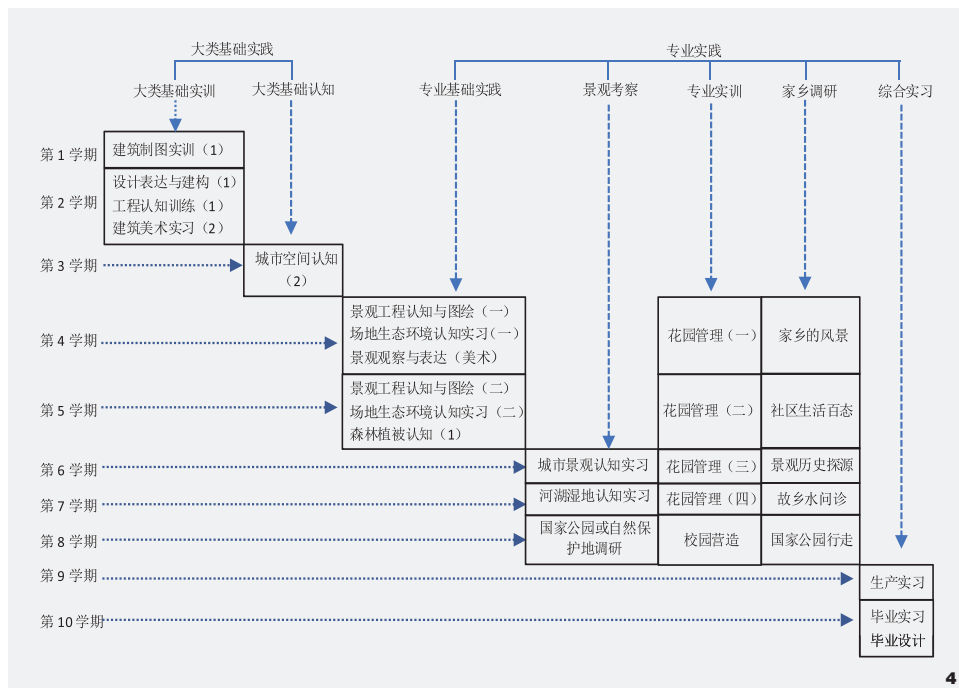 大类基础实践
专业实践
大类基础实训
大类基础认知
专业基础实践
景观考察
专业实训
家乡调研
综合实习
第 1 学期
建筑制图实训（1）
第 2 学期
设计表达与建构（1）
工程认知训练（1）
建筑美术实习（2）
第 3 学期
城市空间认知
（2）
第 4 学期
景观工程认知与图绘（一）
场地生态环境认知实习（一）
景观观察与表达（美术）
花园管理（一）
家乡的风景
第 5 学期
景观工程认知与图绘（二）
场地生态环境认知实习（二）
森林植被认知（1）
花园管理（二）
社区生活百态
第 6 学期
城市景观认知实习
花园管理（三）
景观历史探源
第 7 学期
河湖湿地认知实习
花园管理（四）
故乡水问诊
第 8 学期
国家公园或自然保
护地调研
校园营造
国家公园行走
第 9 学期
生产实习
第 10 学期
毕业实习
毕业设计
4